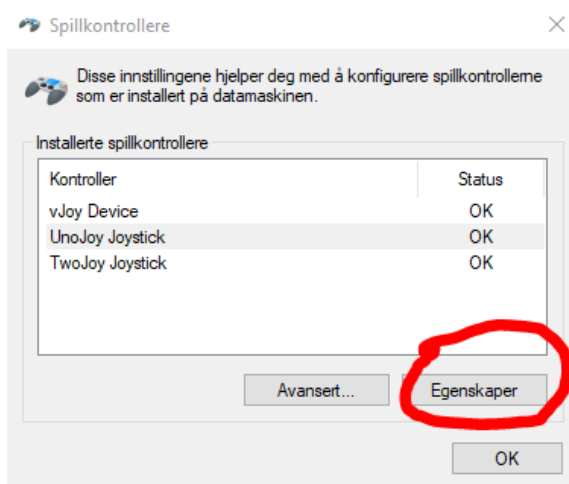 Spillkontrollere
Disse innstillingene hjelper deg med å konfigurere spillkontrollerne
som er installert på datamaskinen.
Installerte spillkontrollere
Kontroller Status
vJoy Device OK
UnoJoy Joystick OK
TwoJoy Joystick OK
Avansert... Egenskaper
OK